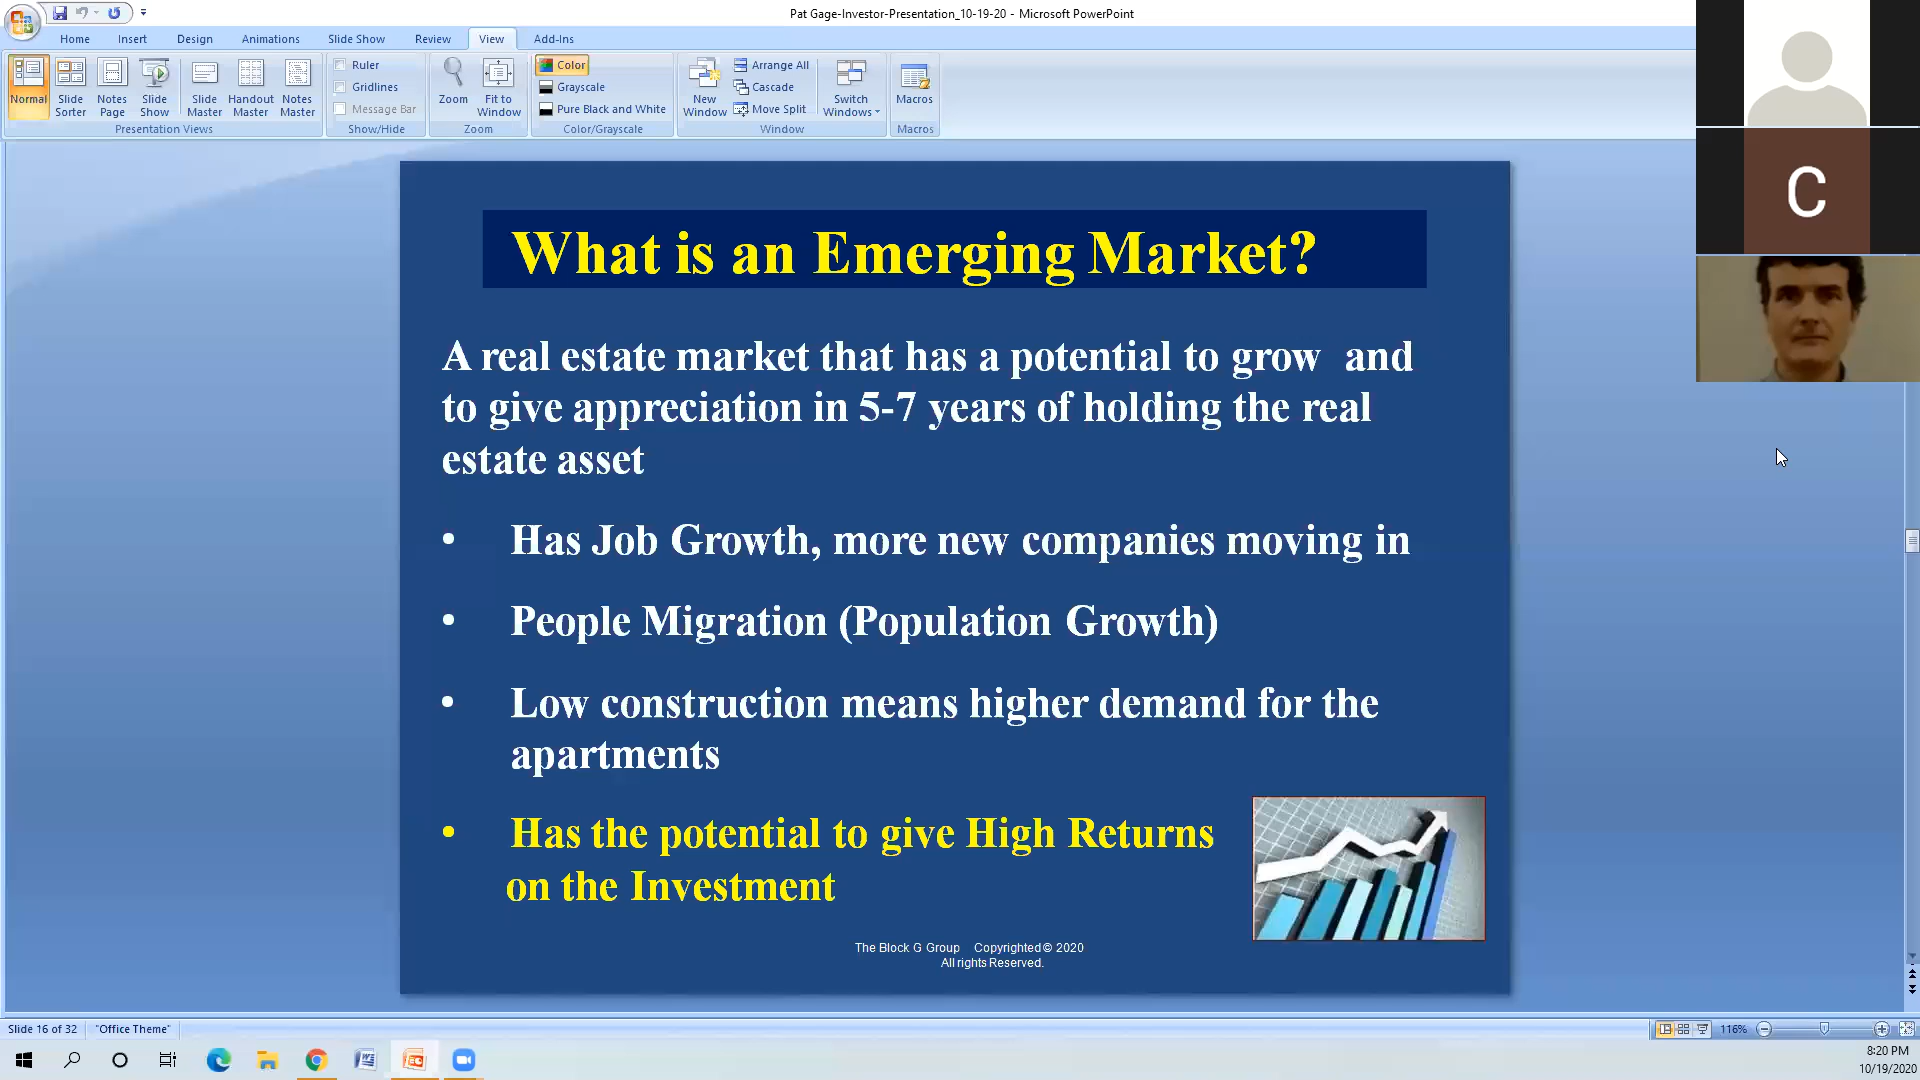 Pat Gage-Investor-Presentation_10-19-20 - Microsoft PowerPoint
Home Insert Design Animations Slide Show Review View Add-Ins
Normal
Slide Sorter
Notes Page
Slide Show
Slide Master
Handout Master
Notes Master
Presentation Views
Ruler
Gridlines
Message Bar
Show/Hide
Zoom
Fit to Window
Zoom
Color
Grayscale
Pure Black and White
Color/Grayscale
New Window
Arrange All
Cascade
Move Split
Switch Windows
Window
Macros
Macros
C
What is an Emerging Market?
A real estate market that has a potential to grow and
to give appreciation in 5-7 years of holding the real
estate asset
• Has Job Growth, more new companies moving in
• People Migration (Population Growth)
• Low construction means higher demand for the
apartments
• Has the potential to give High Returns
on the Investment
The Block G Group Copyrighted © 2020
All rights Reserved.
Slide 16 of 32 "Office Theme" 116%
8:20 PM
10/19/2020